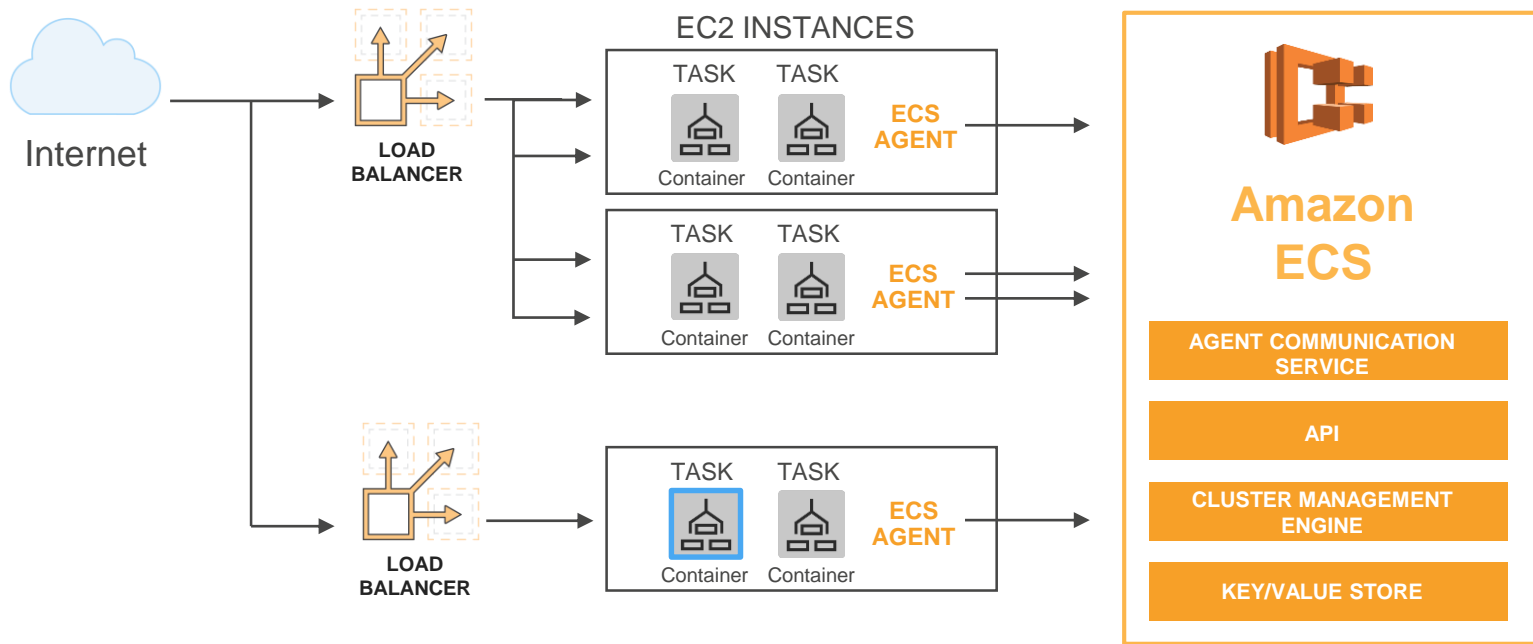 EC2 INSTANCES
Internet
LOAD
BALANCER
TASK TASK
ECS
AGENT
Container Container
TASK TASK
ECS
AGENT
Container Container
LOAD
BALANCER
TASK TASK
ECS
AGENT
Container Container
Amazon
ECS
AGENT COMMUNICATION
SERVICE
API
CLUSTER MANAGEMENT
ENGINE
KEY/VALUE STORE